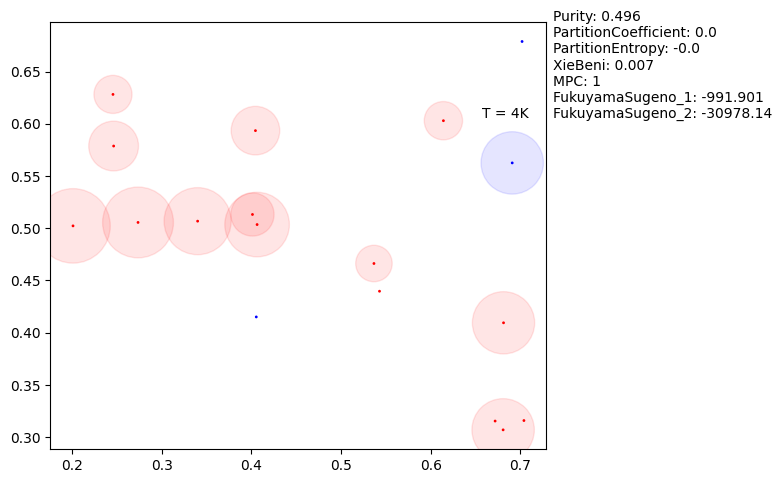 Purity: 0.496
PartitionCoefficient: 0.0
PartitionEntropy: -0.0
XieBeni: 0.007
MPC: 1
FukuyamaSugeno_1: -991.901
FukuyamaSugeno_2: -30978.14
T = 4K
0.65
0.60
0.55
0.50
0.45
0.40
0.35
0.30
0.2 0.3 0.4 0.5 0.6 0.7